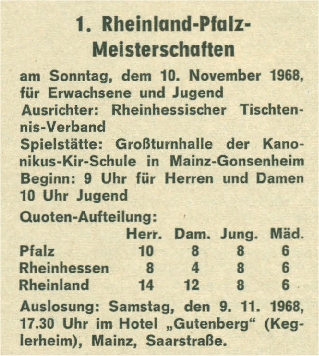 1. Rheinland-Pfalz-
Meisterschaften
am Sonntag, dem 10. November 1968,
für Erwachsene und Jugend
Ausrichter: Rheinhessischer Tischten-
nis-Verband
Spielstätte: Großturnhalle der Kano-
nikus-Kir-Schule in Mainz-Gonsenheim
Beginn: 9 Uhr für Herren und Damen
10 Uhr Jugend
Quoten-Aufteilung:
Herr. Dam. Jung. Mäd.
Pfalz 10 8 8 6
Rheinhessen 8 4 8 6
Rheinland 14 12 8 6
Auslosung: Samstag, den 9. 11. 1968,
17.30 Uhr im Hotel „Gutenberg" (Keg-
lerheim), Mainz, Saarstraße.